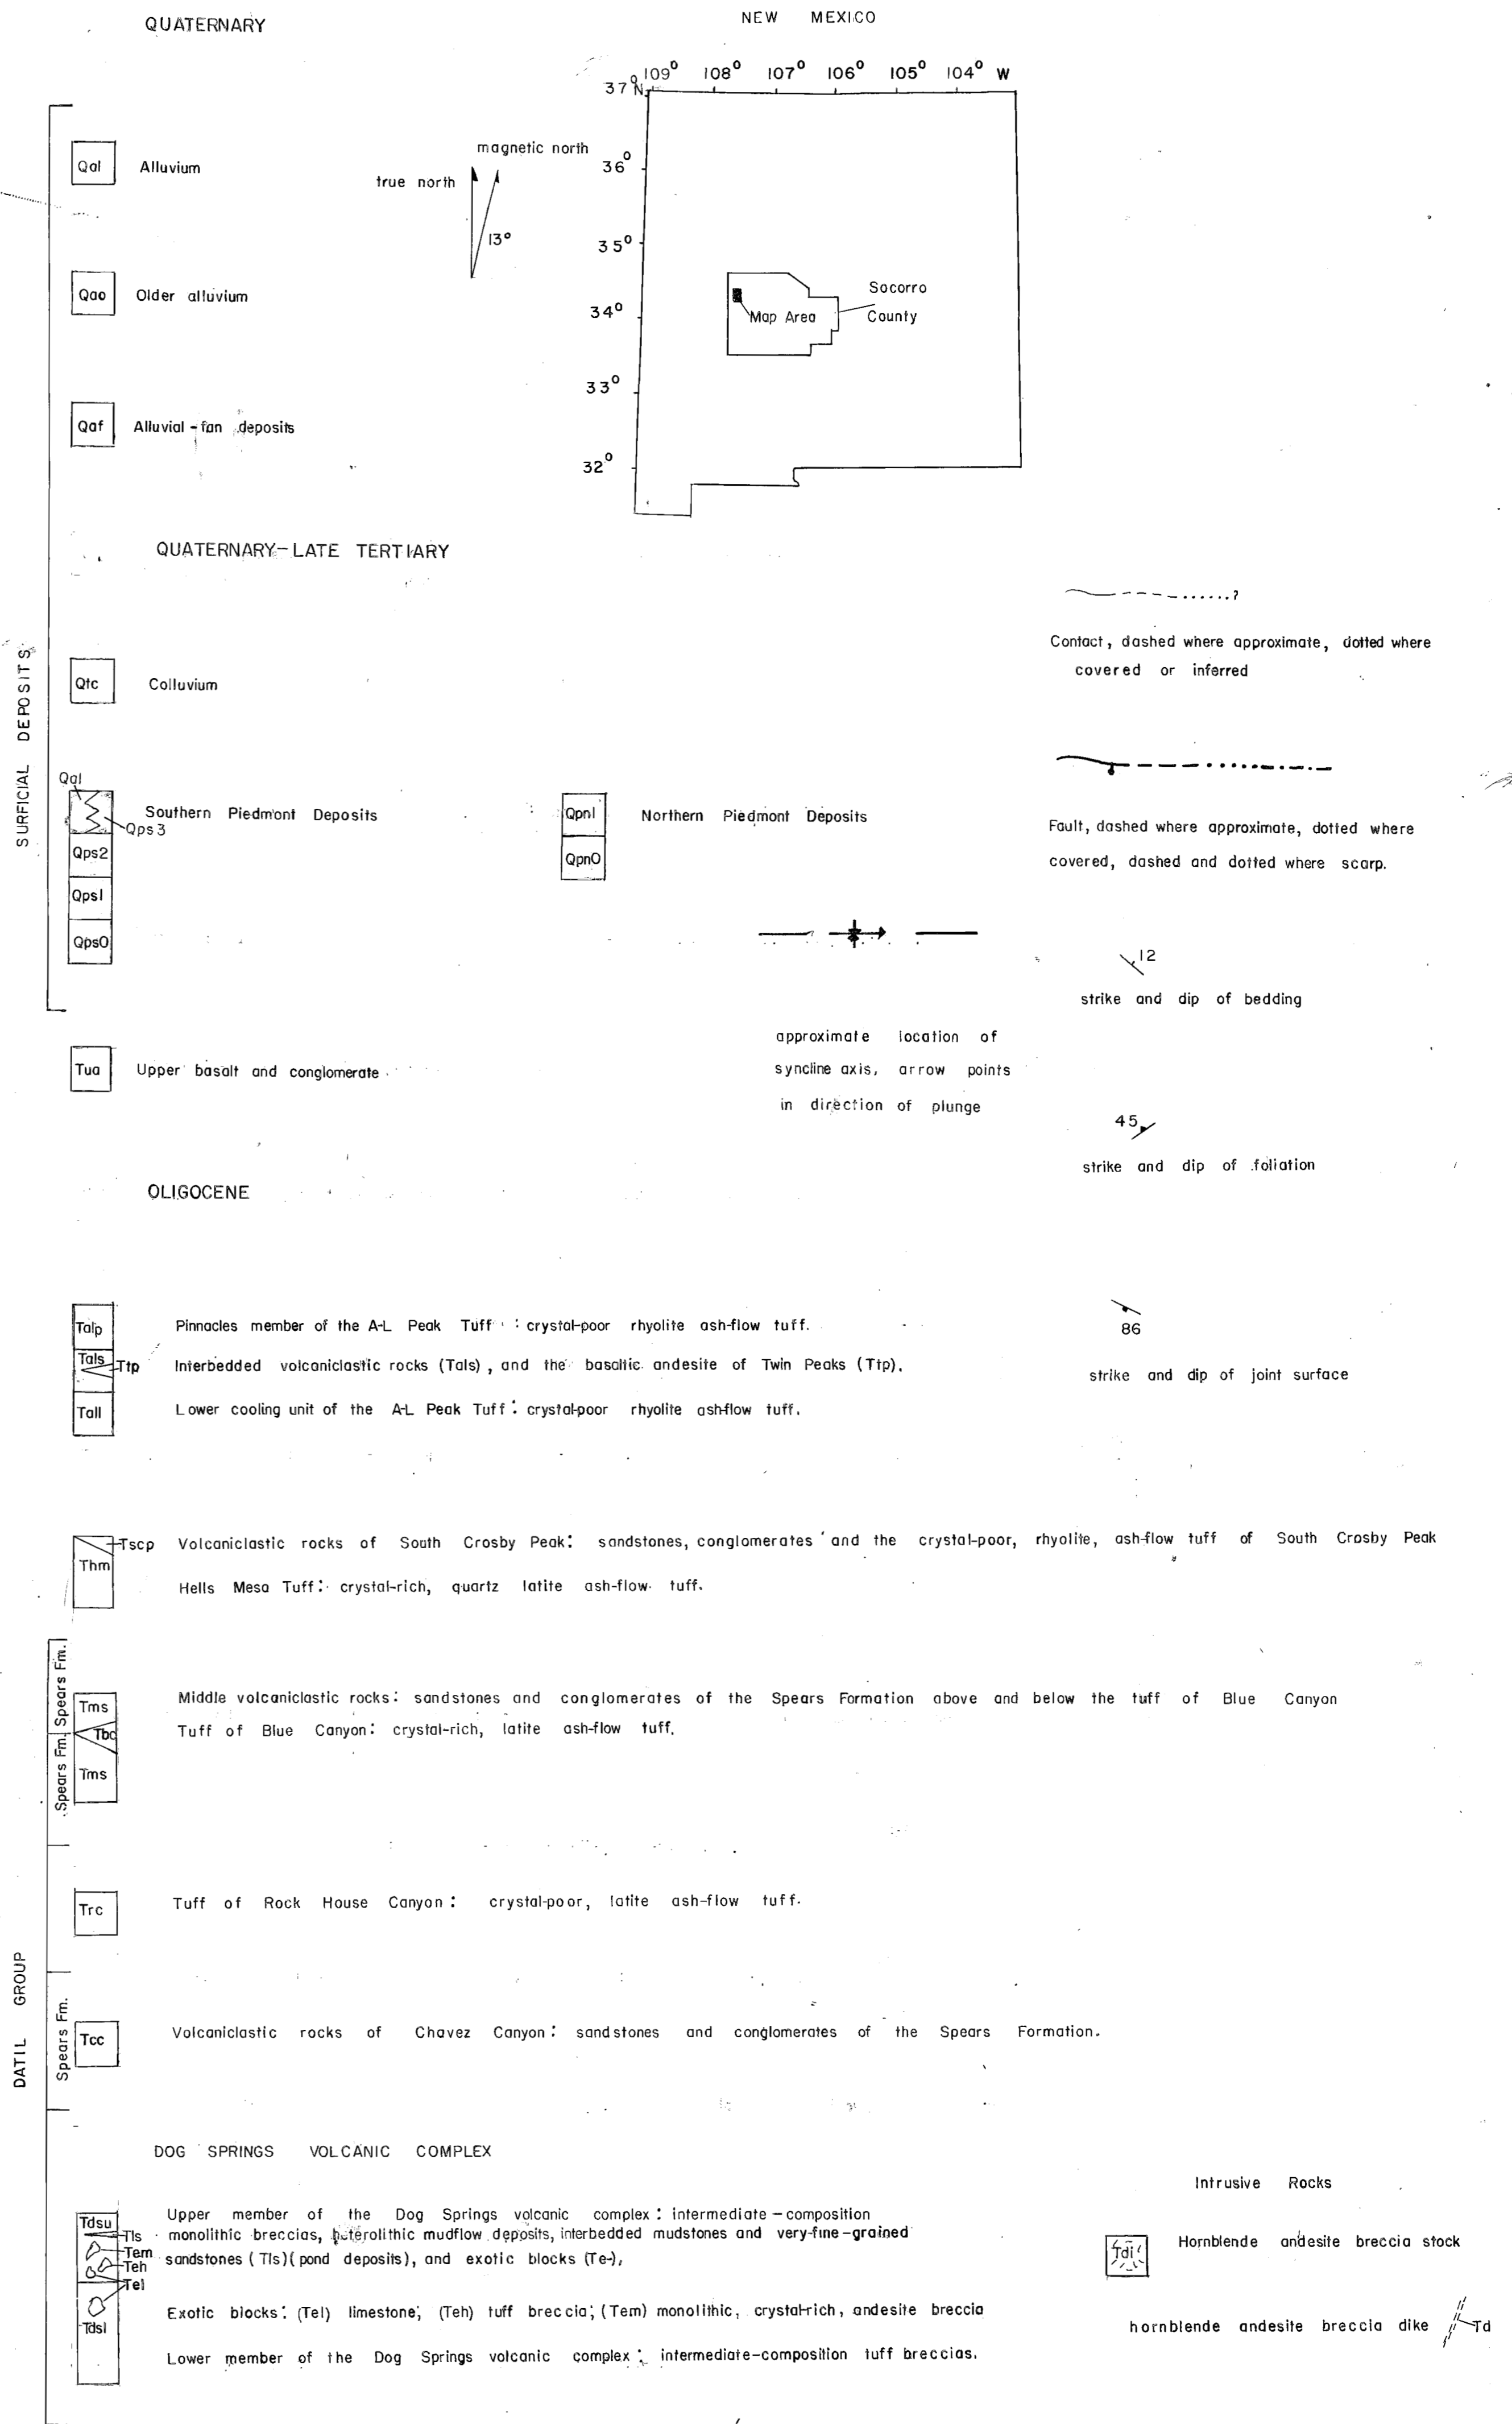 QUATERNARY
NEW MEXICO
109° 108° 107° 106° 105° 104° W
37° N
36°
35°
34°
33°
32°
magnetic north
true north
13°
Socorro
County
Map Area
SURFICIAL DEPOSITS
Qal Alluvium
Qao Older alluvium
Qaf Alluvial-fan deposits
QUATERNARY-LATE TERTIARY
Qtc Colluvium
Qal
Qps3
Southern Piedmont Deposits
Qps2
Qps1
Qps0
Qpn1 Northern Piedmont Deposits
Qpn0
Contact, dashed where approximate, dotted where
covered or inferred
?
Fault, dashed where approximate, dotted where
covered, dashed and dotted where scarp.
12
strike and dip of bedding
approximate location of
syncline axis, arrow points
in direction of plunge
45
strike and dip of foliation
86
strike and dip of joint surface
Tua Upper basalt and conglomerate
OLIGOCENE
Talp Pinnacles member of the A-L Peak Tuff : crystal-poor rhyolite ash-flow tuff.
Tals Ttp Interbedded volcaniclastic rocks (Tals), and the basaltic andesite of Twin Peaks (Ttp).
Tall Lower cooling unit of the A-L Peak Tuff: crystal-poor rhyolite ash-flow tuff.
Tscp Volcaniclastic rocks of South Crosby Peak: sandstones, conglomerates and the crystal-poor, rhyolite, ash-flow tuff of South Crosby Peak
Thm Hells Mesa Tuff: crystal-rich, quartz latite ash-flow tuff.
DATIL GROUP
Spears Fm.
Spears Fm.
Tms Middle volcaniclastic rocks: sandstones and conglomerates of the Spears Formation above and below the tuff of Blue Canyon
Tbc Tuff of Blue Canyon: crystal-rich, latite ash-flow tuff.
Tms
Trc Tuff of Rock House Canyon: crystal-poor, latite ash-flow tuff.
Spears Fm.
Tcc Volcaniclastic rocks of Chavez Canyon: sandstones and conglomerates of the Spears Formation.
DOG SPRINGS VOLCANIC COMPLEX
Tdsu Upper member of the Dog Springs volcanic complex: intermediate-composition
Tls monolithic breccias, heterolithic mudflow deposits, interbedded mudstones and very-fine-grained
Tem sandstones (Tls)(pond deposits), and exotic blocks (Te-),
Teh
Tel
Exotic blocks: (Tel) limestone; (Teh) tuff breccia; (Tem) monolithic, crystal-rich, andesite breccia
Tdsl
Lower member of the Dog Springs volcanic complex: intermediate-composition tuff breccias.
Intrusive Rocks
Tdi Hornblende andesite breccia stock
hornblende andesite breccia dike Td